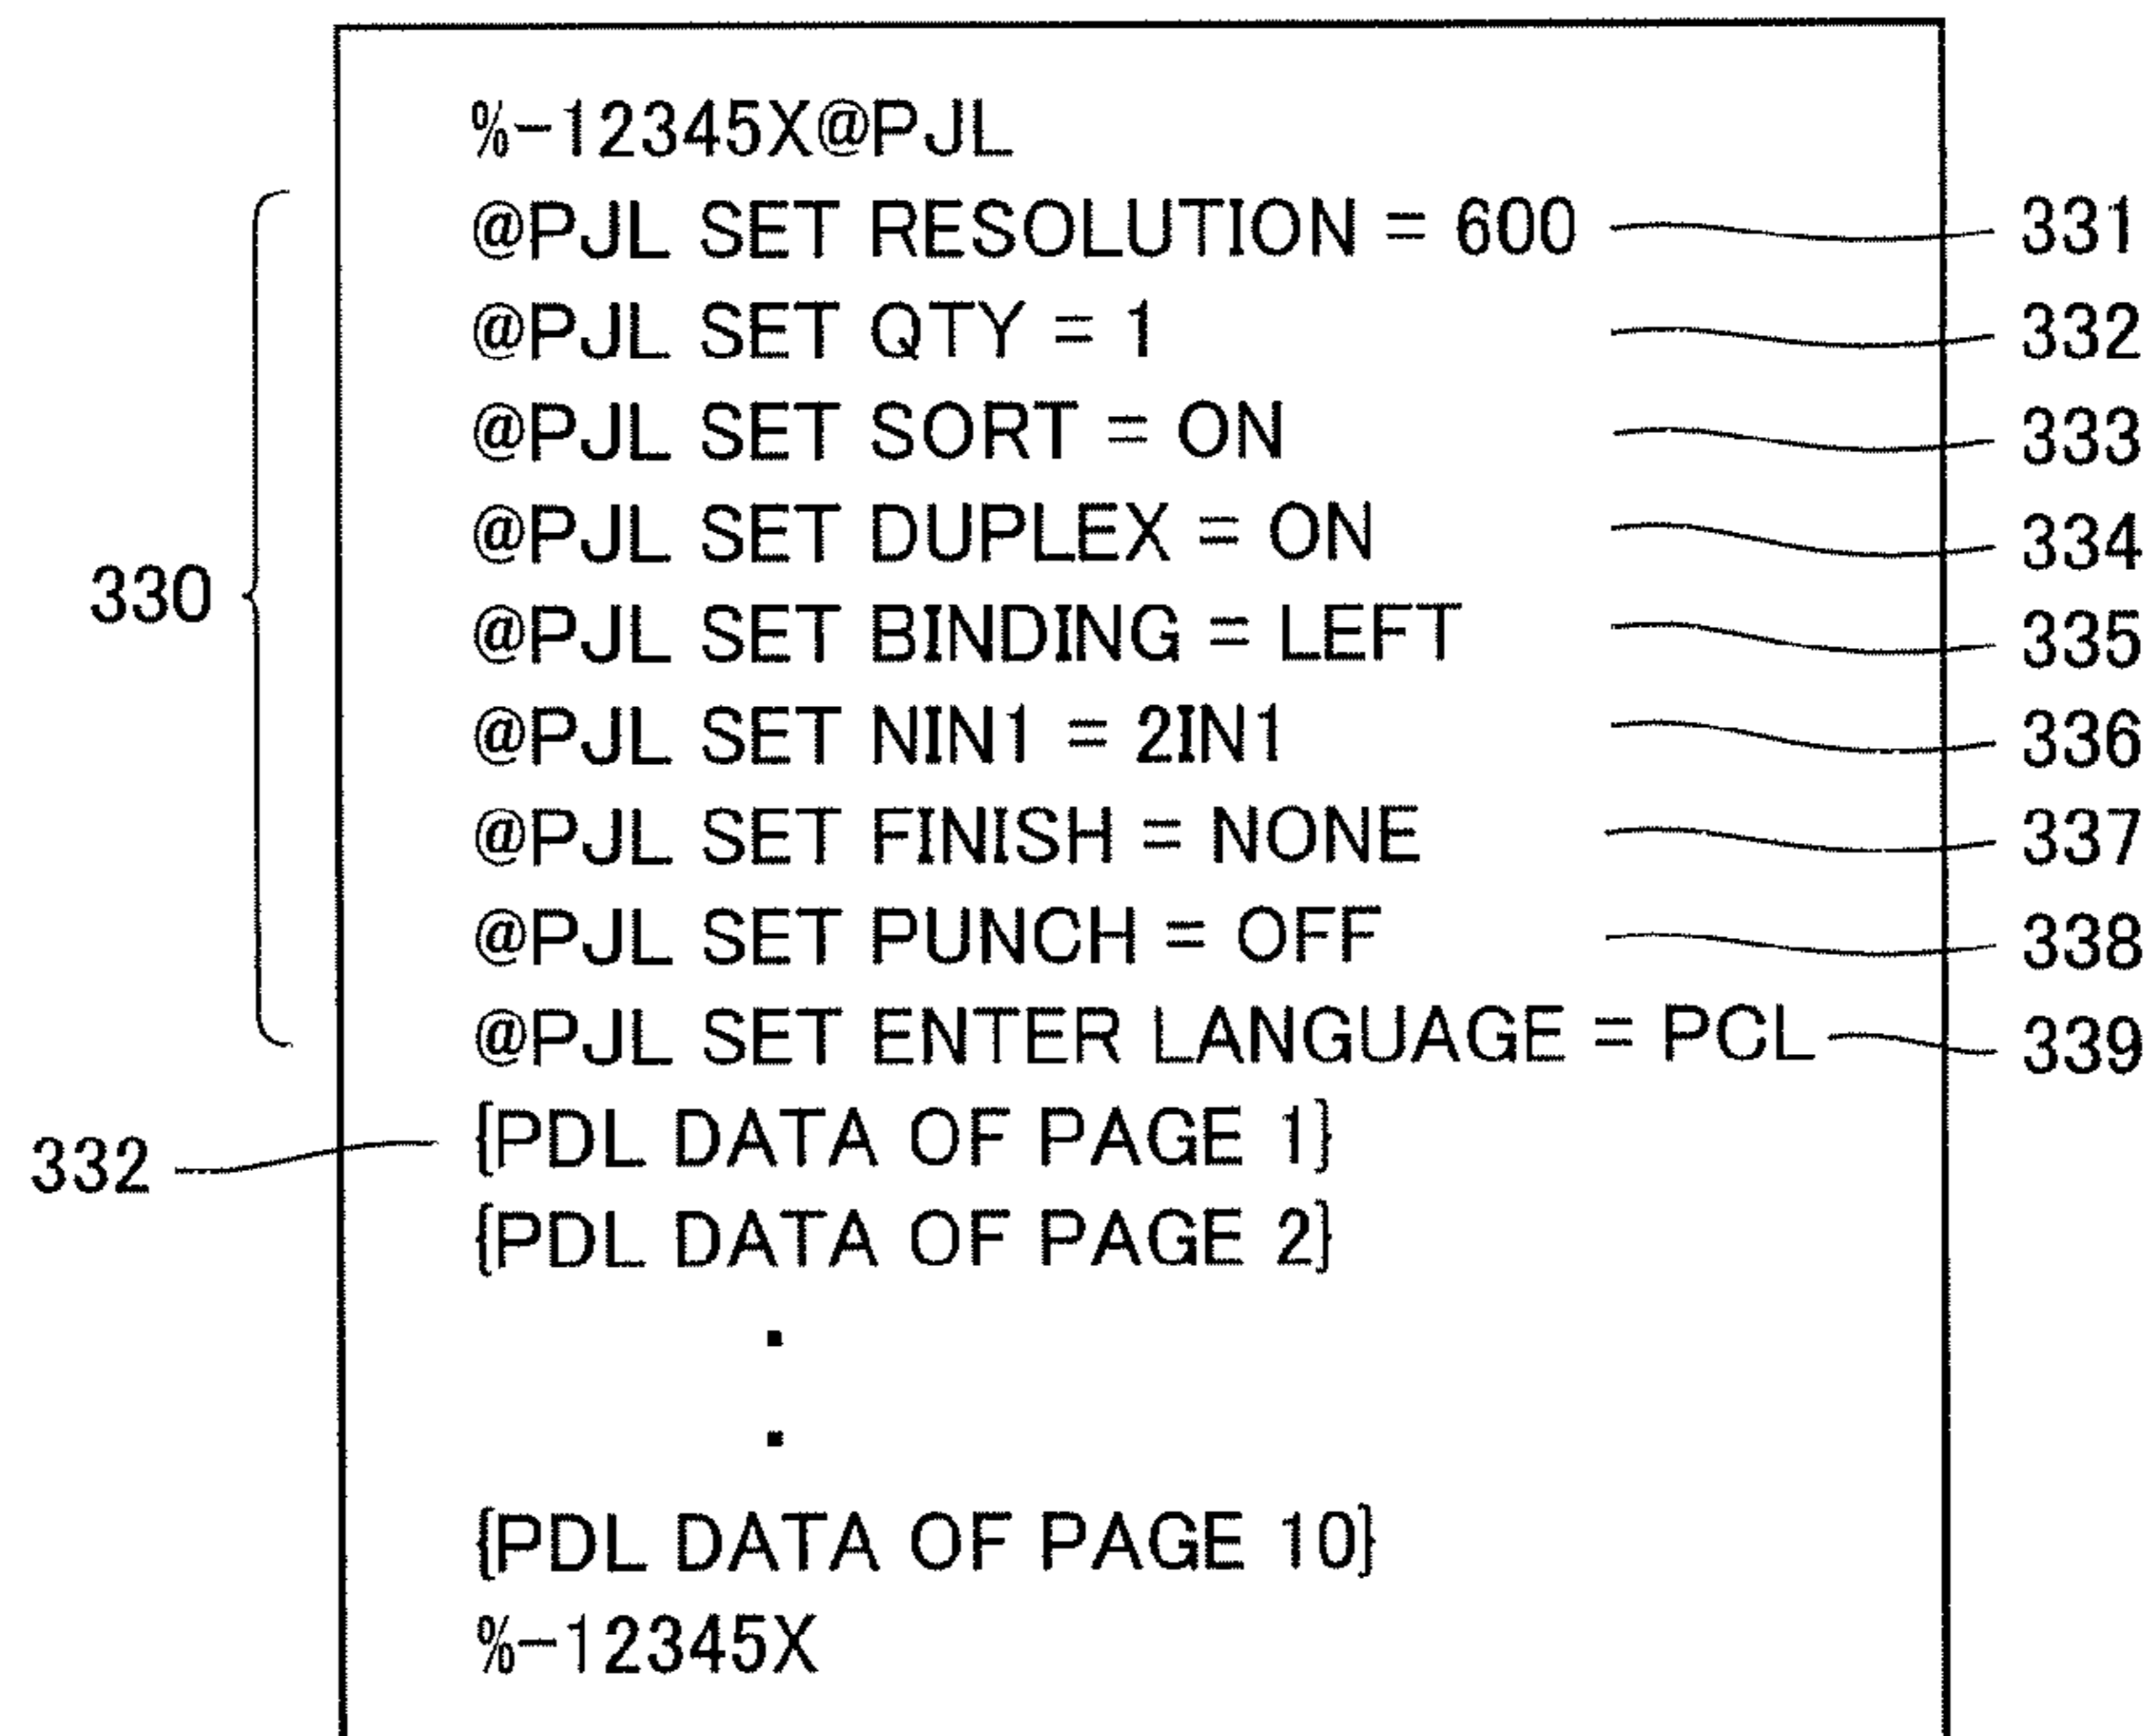 %-12345X@PJL
@PJL SET RESOLUTION = 600 331
@PJL SET QTY = 1 332
@PJL SET SORT = ON 333
@PJL SET DUPLEX = ON 334
330
@PJL SET BINDING = LEFT 335
@PJL SET NIN1 = 2IN1 336
@PJL SET FINISH = NONE 337
@PJL SET PUNCH = OFF 338
@PJL SET ENTER LANGUAGE = PCL 339
332 {PDL DATA OF PAGE 1}
{PDL DATA OF PAGE 2}
.
.
{PDL DATA OF PAGE 10}
%-12345X